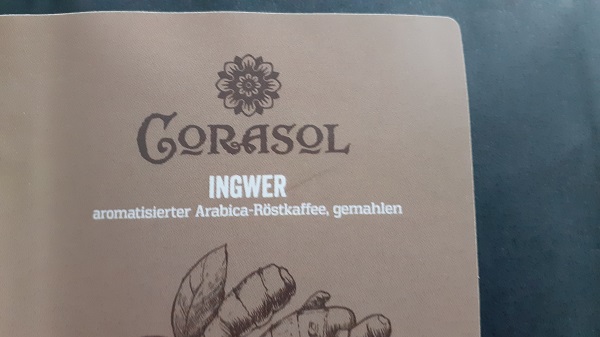 CORASOL
INGWER
aromatisierter Arabica-Röstkaffee, gemahlen